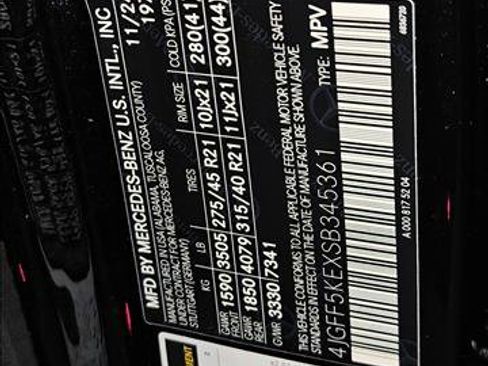 MFD BY MERCEDES-BENZ U.S. INTL., INC 11/24
MANUFACTURED IN USA (ALABAMA, TUSCALOOSA COUNTY)
UNDER CONTRACT FOR MERCEDES-BENZ AG,
STUTTGART (GERMANY)
KG LB TIRES RIM SIZE COLD KPA (PS
GAWR FRONT 1590 3505 275/45 R21 10Jx21 280(41
GAWR REAR 1850 4079 315/40 R21 11Jx21 300(44
GVWR 3330 7341
THIS VEHICLE CONFORMS TO ALL APPLICABLE FEDERAL MOTOR VEHICLE SAFETY
STANDARDS IN EFFECT ON THE DATE OF MANUFACTURE SHOWN ABOVE.
4JGFF5KEXSB345361 TYPE: MPV
A 000 817 52 04